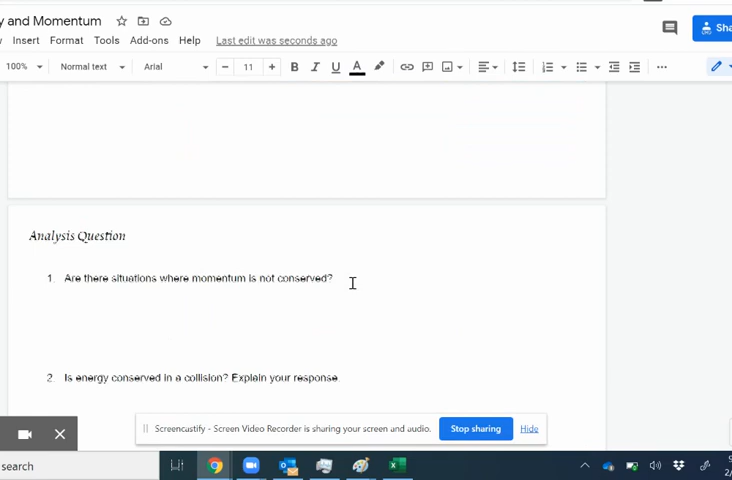 y and Momentum
Insert Format Tools Add-ons Help Last edit was seconds ago
Sha
100% Normal text Arial − 11 + B I U A
Analysis Question
1. Are there situations where momentum is not conserved?
2. Is energy conserved in a collision? Explain your response.
Screencastify - Screen Video Recorder is sharing your screen and audio. Stop sharing Hide
search